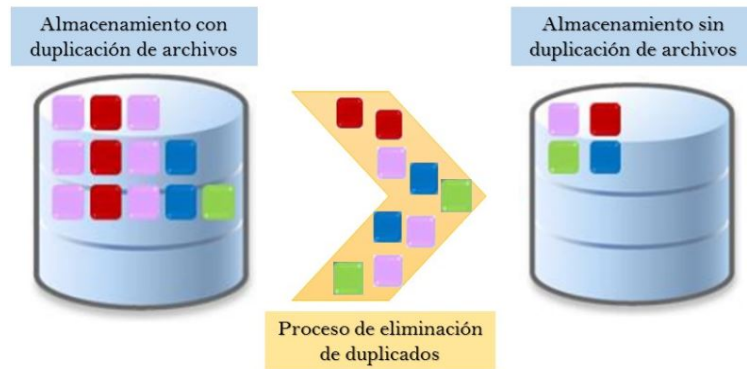 Almacenamiento con
duplicación de archivos
Almacenamiento sin
duplicación de archivos
Proceso de eliminación
de duplicados